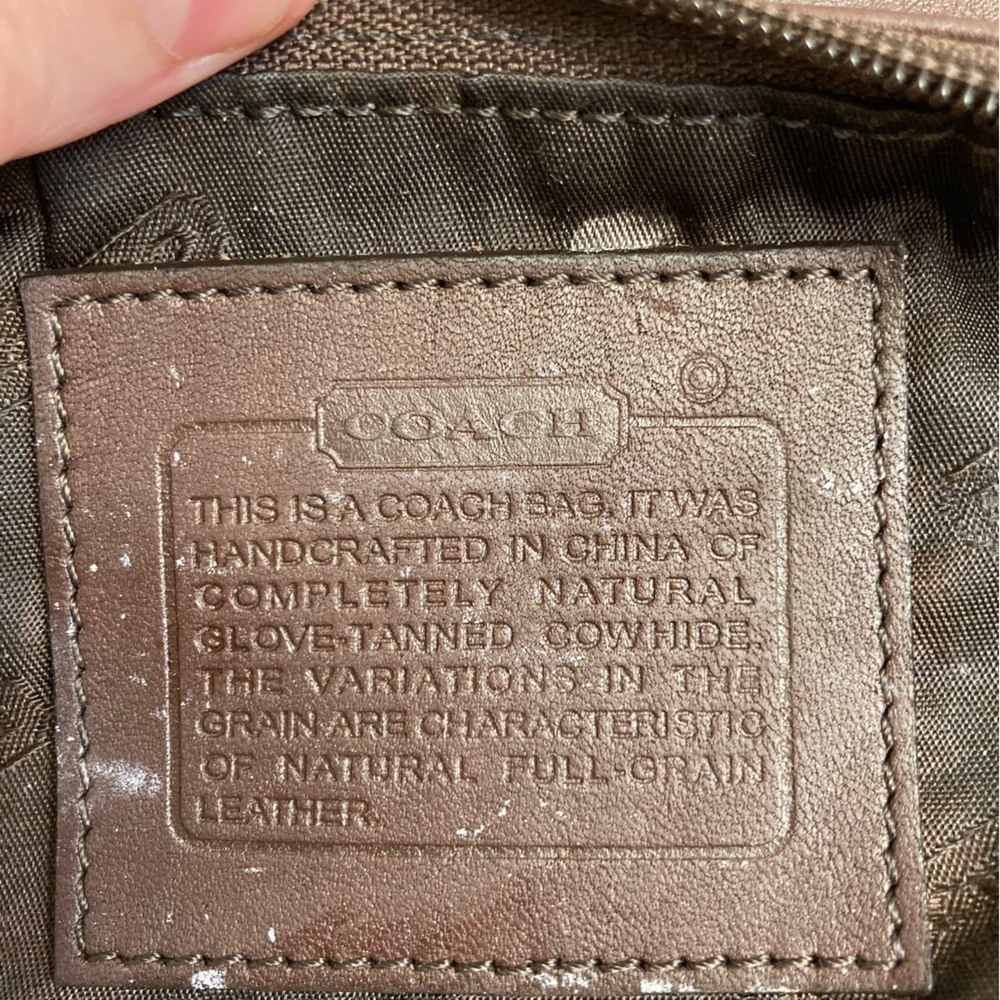 ©
COACH
THIS IS A COACH BAG. IT WAS
HANDCRAFTED IN CHINA OF
COMPLETELY NATURAL
GLOVE-TANNED COWHIDE.
THE VARIATIONS IN THE
GRAIN ARE CHARACTERISTIC
OF NATURAL FULL-GRAIN
LEATHER.